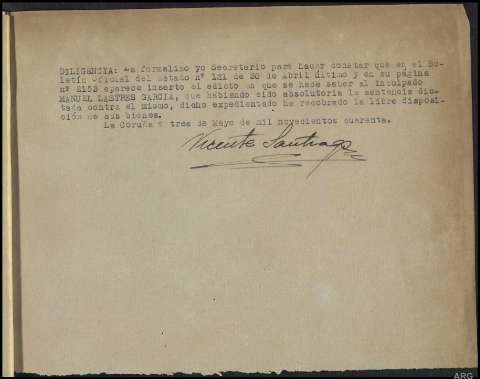 DILIGENCIA: La formalizo yo Secretario para hacer constar que en el Bo-
letín Oficial del Estado nº 121 de 30 de Abril último y en su página
nº 2153 aparece inserto el edicto en que se hace saber al inculpado
MANUEL LASTRES GARCIA, que habiendo sido absolutoria la sentencia dic-
tada contra el mismo, dicho expedientado ha recobrado la libre disposi-
ción de sus bienes.
La Coruña a tres de Mayo de mil novecientos cuarenta.
Vicente Santiago
ARG